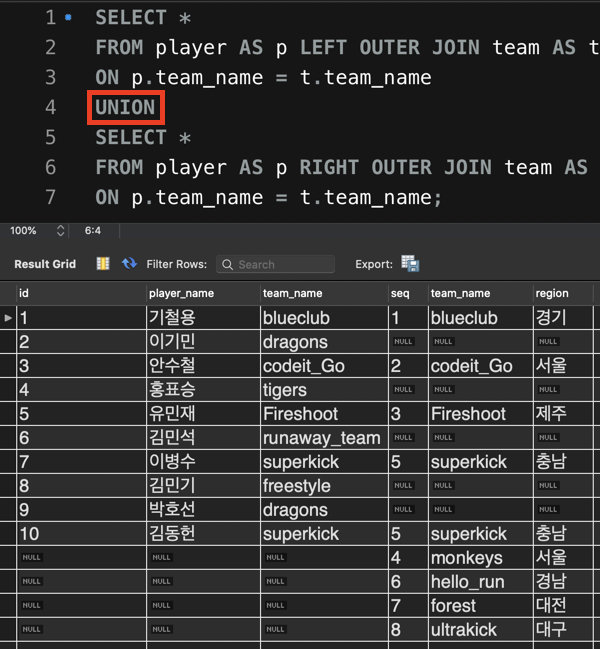 1 SELECT *
2 FROM player AS p LEFT OUTER JOIN team AS t
3 ON p.team_name = t.team_name
4 UNION
5 SELECT *
6 FROM player AS p RIGHT OUTER JOIN team AS
7 ON p.team_name = t.team_name;
100% 6:4
Result Grid Filter Rows: Search Export:
id player_name team_name seq team_name region
1 기철용 blueclub 1 blueclub 경기
2 이기민 dragons NULL NULL NULL
3 안수철 codeit_Go 2 codeit_Go 서울
4 홍표승 tigers NULL NULL NULL
5 유민재 Fireshoot 3 Fireshoot 제주
6 김민석 runaway_team NULL NULL NULL
7 이병수 superkick 5 superkick 충남
8 김민기 freestyle NULL NULL NULL
9 박호선 dragons NULL NULL NULL
10 김동헌 superkick 5 superkick 충남
NULL NULL NULL 4 monkeys 서울
NULL NULL NULL 6 hello_run 경남
NULL NULL NULL 7 forest 대전
NULL NULL NULL 8 ultrakick 대구